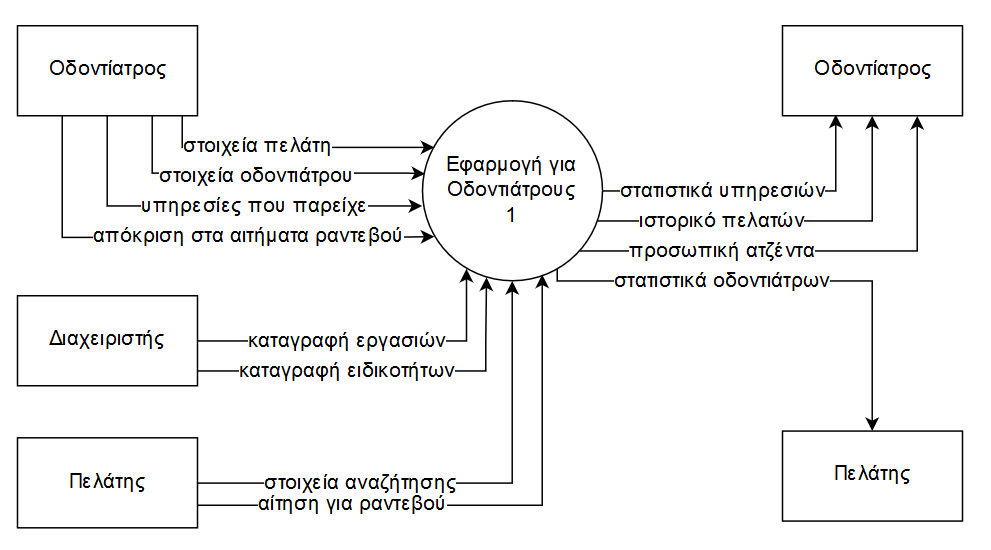 Οδοντίατρος
Οδοντίατρος
στοιχεία πελάτη
στοιχεία οδοντιάτρου
υπηρεσίες που παρείχε
απόκριση στα αιτήματα ραντεβού
Εφαρμογή για
Οδοντιάτρους
1
στατιστικά υπηρεσιών
ιστορικό πελατών
προσωπική ατζέντα
στατιστικά οδοντιάτρων
Διαχειριστής
καταγραφή εργασιών
καταγραφή ειδικοτήτων
Πελάτης
στοιχεία αναζήτησης
αίτηση για ραντεβού
Πελάτης